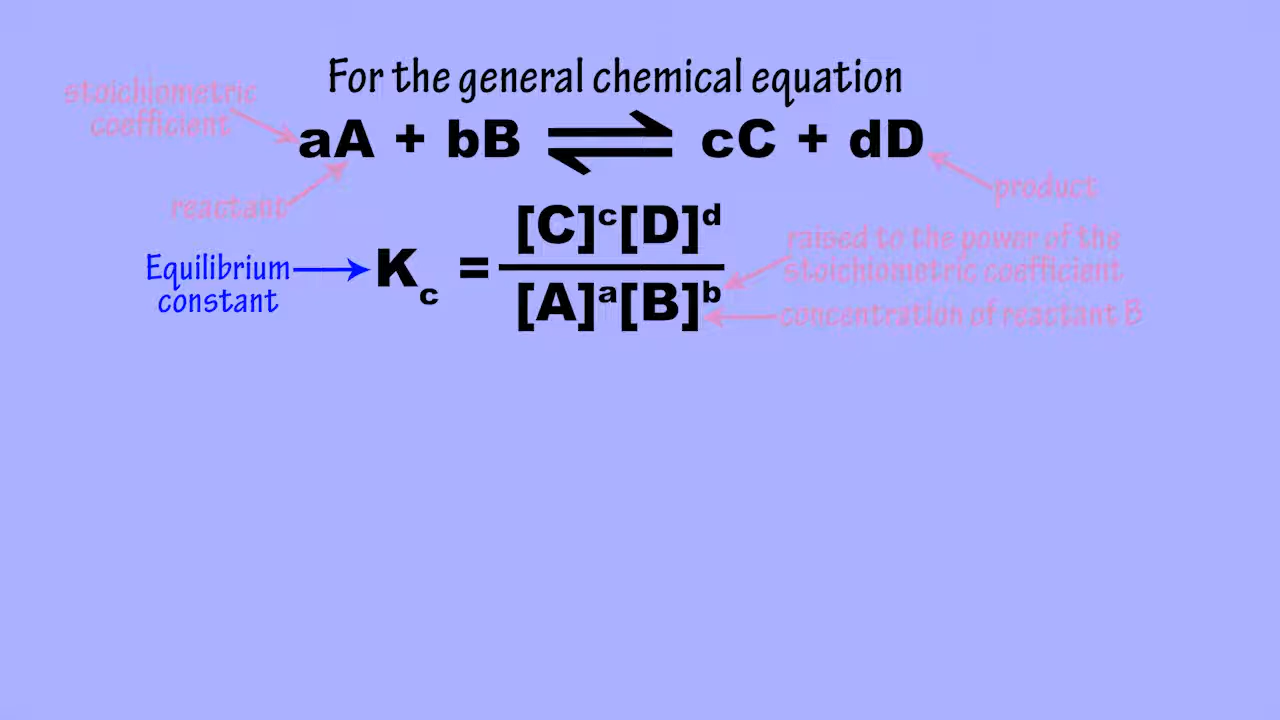 For the general chemical equation
stoichiometric
coefficient
aA + bB ⇌ cC + dD
reactant
product
Equilibrium
constant
K_c = [C]^c[D]^d / [A]^a[B]^b
raised to the power of the
stoichiometric coefficient
concentration of reactant B